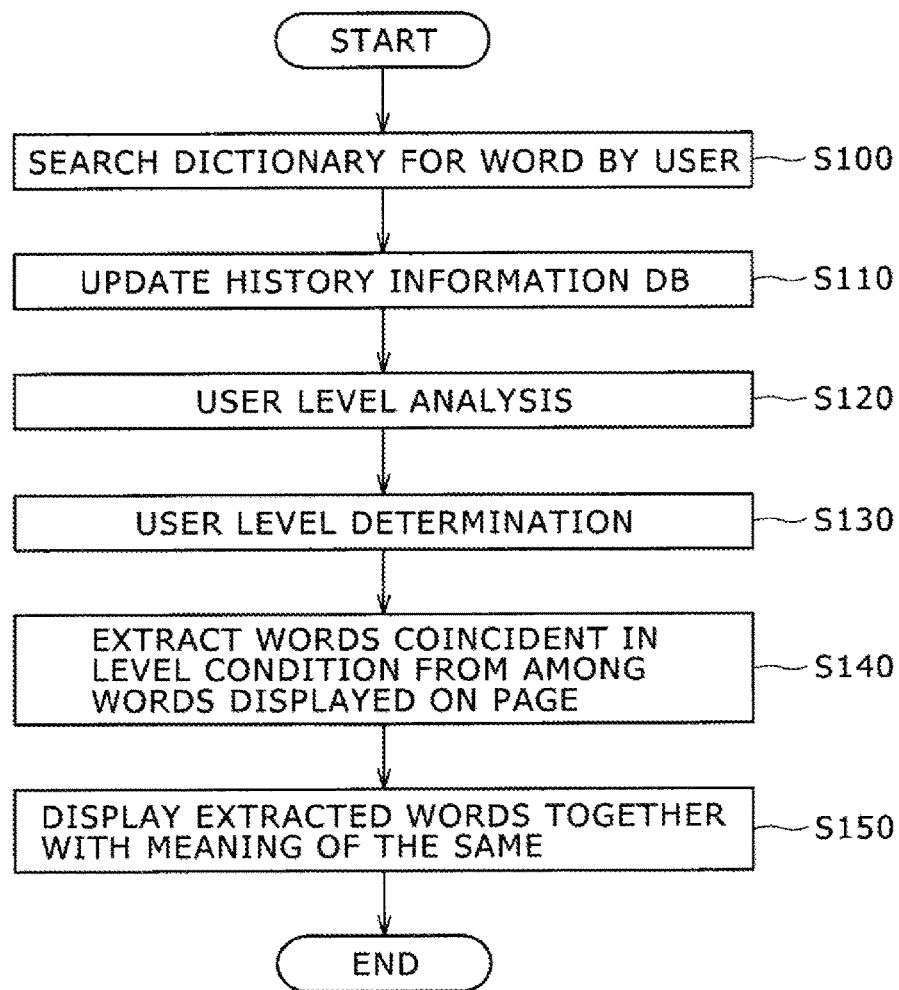 START
SEARCH DICTIONARY FOR WORD BY USER S100
UPDATE HISTORY INFORMATION DB S110
USER LEVEL ANALYSIS S120
USER LEVEL DETERMINATION S130
EXTRACT WORDS COINCIDENT IN
LEVEL CONDITION FROM AMONG S140
WORDS DISPLAYED ON PAGE
DISPLAY EXTRACTED WORDS TOGETHER S150
WITH MEANING OF THE SAME
END